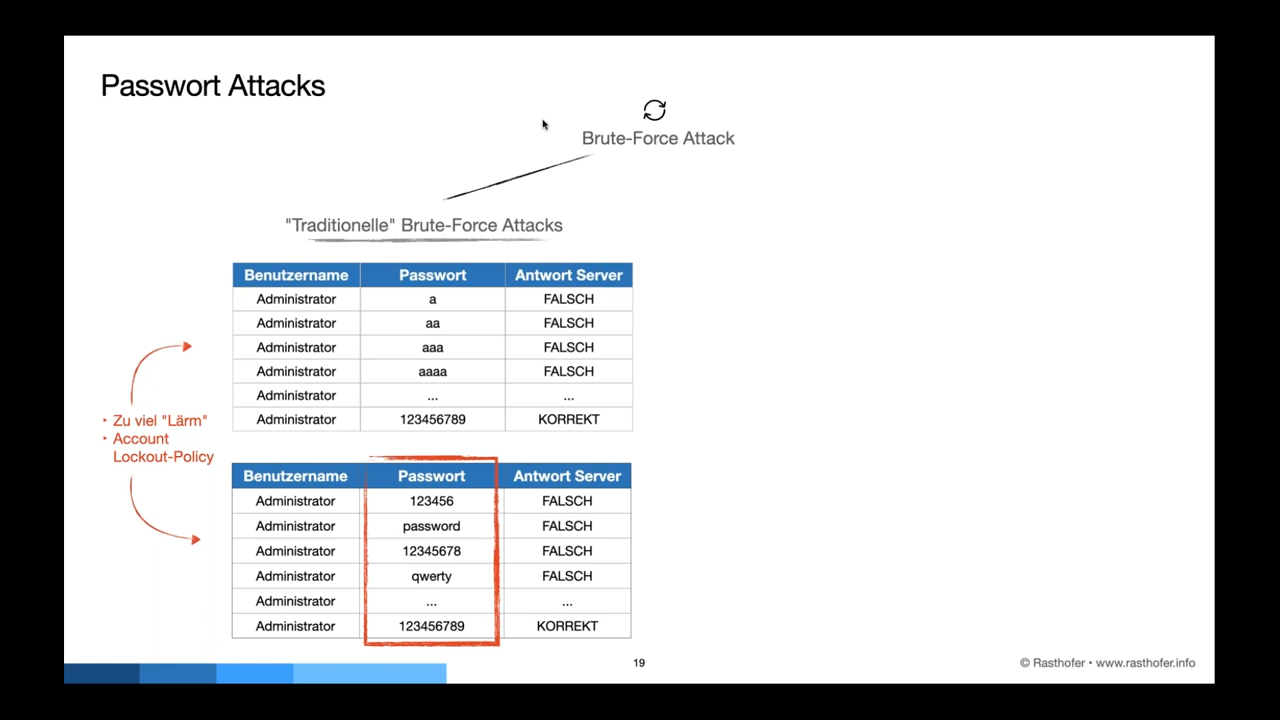 Passwort Attacks
Brute-Force Attack
"Traditionelle" Brute-Force Attacks
Benutzername Passwort Antwort Server
Administrator a FALSCH
Administrator aa FALSCH
Administrator aaa FALSCH
Administrator aaaa FALSCH
Administrator ... ...
Administrator 123456789 KORREKT
‣ Zu viel "Lärm"
‣ Account
Lockout-Policy
Benutzername Passwort Antwort Server
Administrator 123456 FALSCH
Administrator password FALSCH
Administrator 12345678 FALSCH
Administrator qwerty FALSCH
Administrator ... ...
Administrator 123456789 KORREKT
19
© Rasthofer • www.rasthofer.info